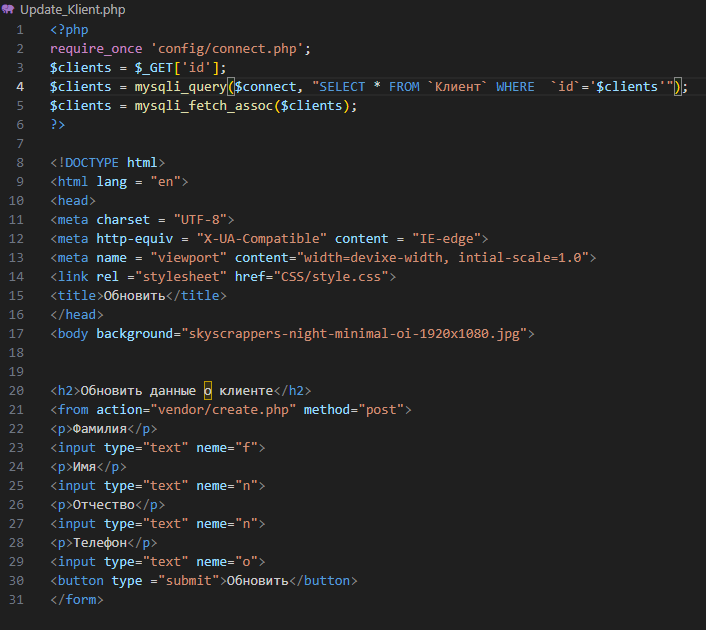 Update_Klient.php
1 <?php
2 require_once 'config/connect.php';
3 $clients = $_GET['id'];
4 $clients = mysqli_query($connect, "SELECT * FROM `Клиент` WHERE  `id`='$clients'");
5 $clients = mysqli_fetch_assoc($clients);
6 ?>
7
8 <!DOCTYPE html>
9 <html lang = "en">
10 <head>
11 <meta charset = "UTF-8">
12 <meta http-equiv = "X-UA-Compatible" content = "IE-edge">
13 <meta name = "viewport" content="width=devixe-width, intial-scale=1.0">
14 <link rel ="stylesheet" href="CSS/style.css">
15 <title>Обновить</title>
16 </head>
17 <body background="skyscrappers-night-minimal-oi-1920x1080.jpg">
18
19
20 <h2>Обновить данные о клиенте</h2>
21 <from action="vendor/create.php" method="post">
22 <p>Фамилия</p>
23 <input type="text" neme="f">
24 <p>Имя</p>
25 <input type="text" neme="n">
26 <p>Отчество</p>
27 <input type="text" neme="n">
28 <p>Телефон</p>
29 <input type="text" neme="o">
30 <button type ="submit">Обновить</button>
31 </form>